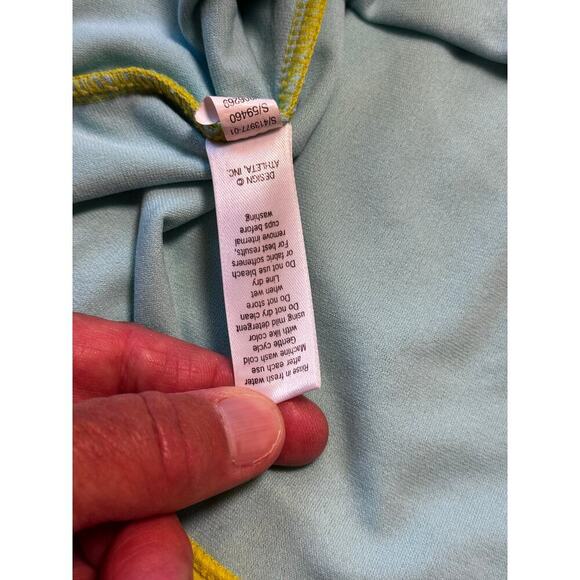 Rinse in fresh water
after each use
Machine wash cold
Gentle cycle
with like color
using mild detergent
Do not dry clean
Do not store
when wet
Line dry
Do not use bleach
or fabric softeners
For best results,
remove internal
cups before
washing
DESIGN ©
ATHLETA, INC.
S/413977-01
S/59460